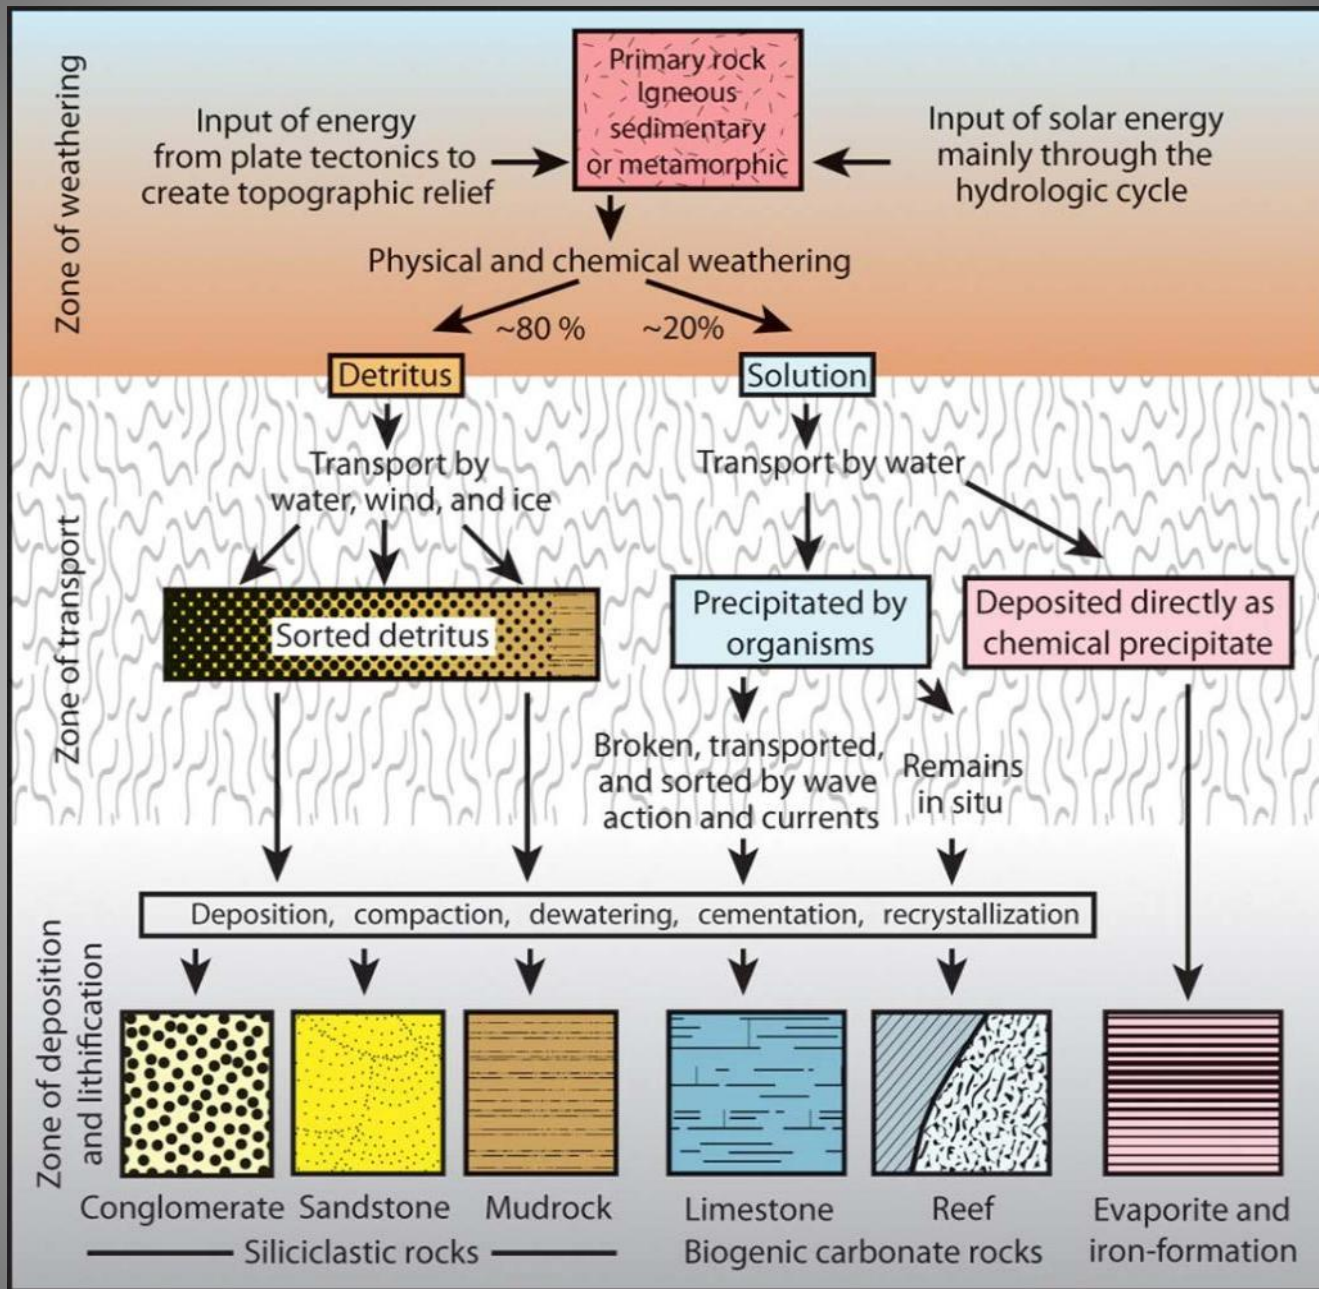 Zone of weathering
Primary rock
Igneous
sedimentary
or metamorphic
Input of energy
from plate tectonics to
create topographic relief
Input of solar energy
mainly through the
hydrologic cycle
Physical and chemical weathering
~80 %
~20%
Detritus
Solution
Zone of transport
Transport by
water, wind, and ice
Transport by water
Sorted detritus
Precipitated by
organisms
Deposited directly as
chemical precipitate
Broken, transported,
and sorted by wave
action and currents
Remains
in situ
Zone of deposition
and lithification
Deposition, compaction, dewatering, cementation, recrystallization
Conglomerate
Sandstone
Mudrock
Limestone
Reef
Evaporite and
iron-formation
Siliciclastic rocks
Biogenic carbonate rocks